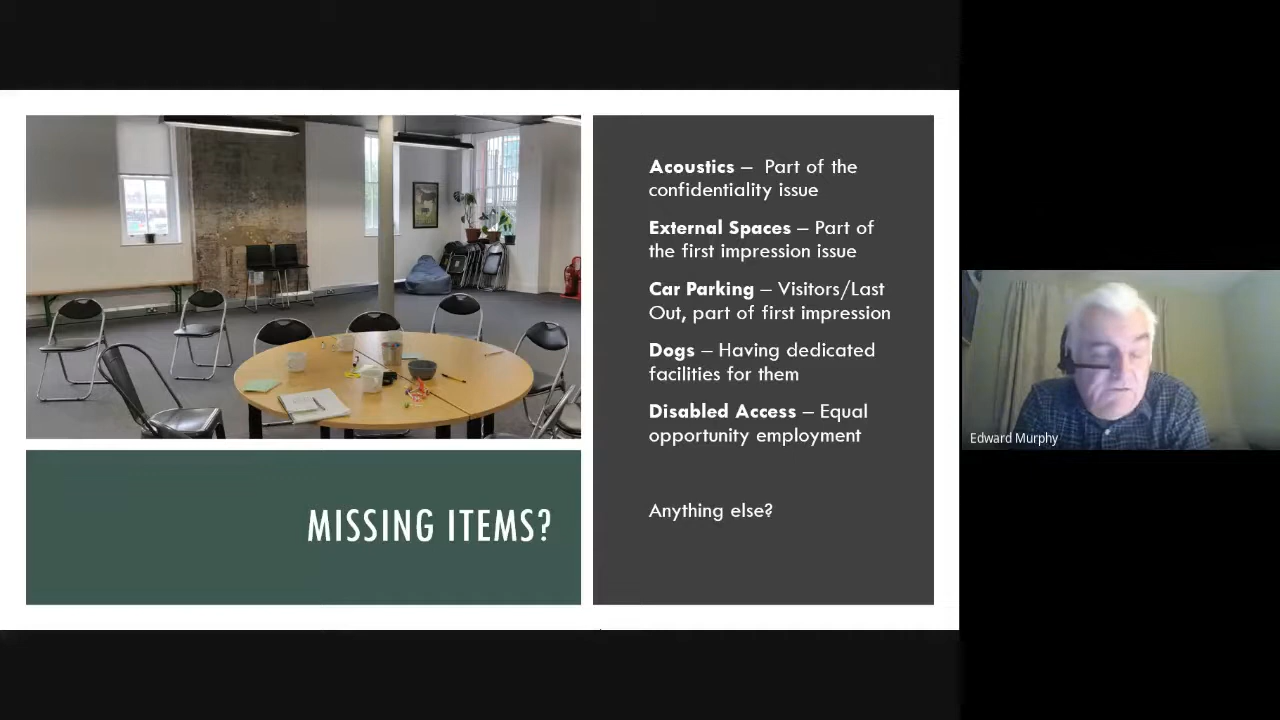 Acoustics – Part of the
confidentiality issue
External Spaces – Part of
the first impression issue
Car Parking – Visitors/Last
Out, part of first impression
Dogs – Having dedicated
facilities for them
Disabled Access – Equal
opportunity employment
Anything else?
MISSING ITEMS?
Edward Murphy